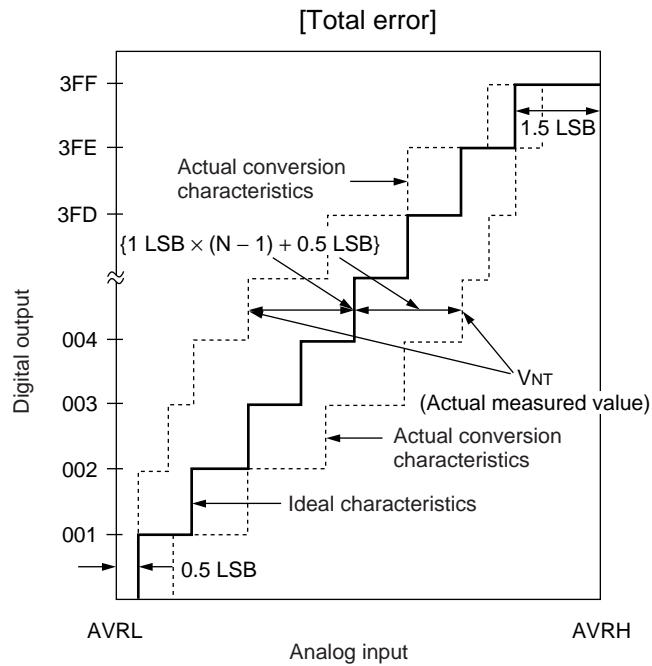 [Total error]
3FF
1.5 LSB
3FE
Actual conversion
characteristics
3FD
{1 LSB × (N − 1) + 0.5 LSB}
Digital output
004
VNT
(Actual measured value)
003
Actual conversion
characteristics
002
Ideal characteristics
001
0.5 LSB
AVRL
AVRH
Analog input